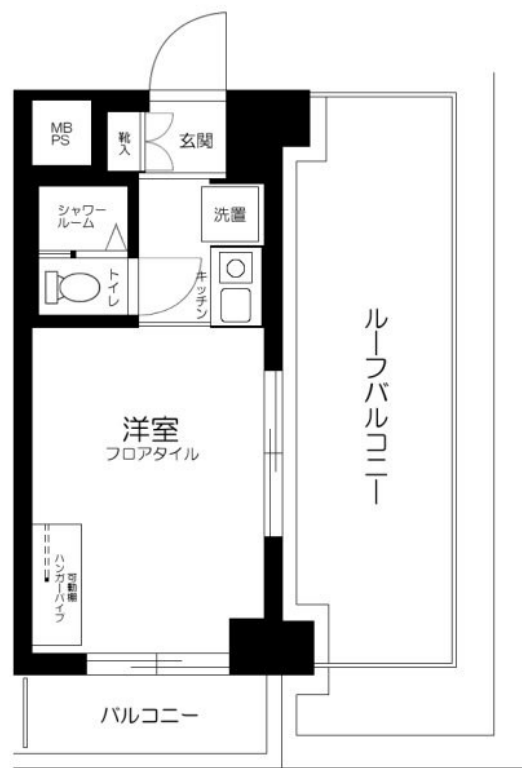 MB
PS
靴入
玄関
シャワー
ルーム
洗置
トイレ
キッチン
ルーフバルコニー
洋室
フロアタイル
可動棚
ハンガーパイプ
バルコニー